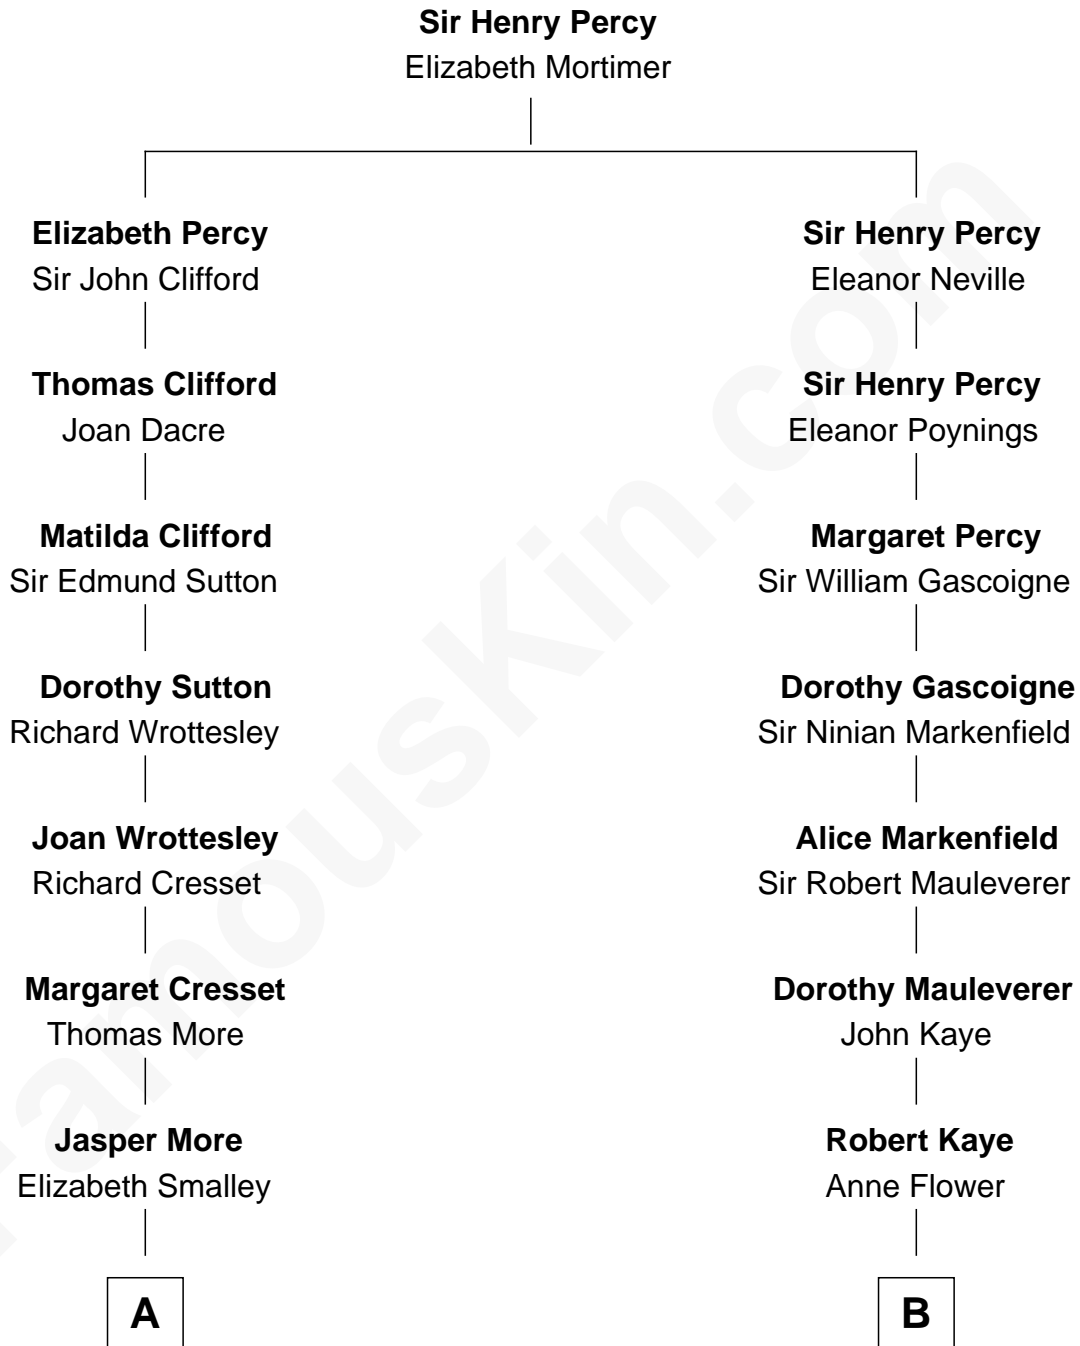 Sir Henry Percy
Elizabeth Mortimer
Elizabeth Percy
Sir John Clifford
Sir Henry Percy
Eleanor Neville
Thomas Clifford
Joan Dacre
Sir Henry Percy
Eleanor Poynings
Matilda Clifford
Sir Edmund Sutton
Margaret Percy
Sir William Gascoigne
Dorothy Sutton
Richard Wrottesley
Dorothy Gascoigne
Sir Ninian Markenfield
Joan Wrottesley
Richard Cresset
Alice Markenfield
Sir Robert Mauleverer
Margaret Cresset
Thomas More
Dorothy Mauleverer
John Kaye
Jasper More
Elizabeth Smalley
Robert Kaye
Anne Flower
A
B
FamousKin.com